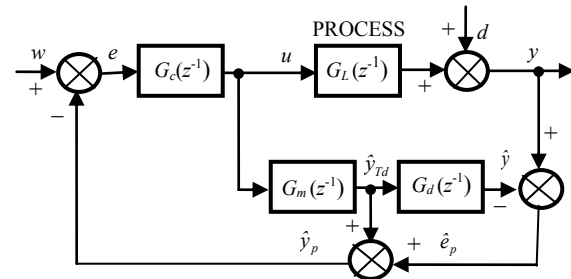 PROCESS
+ d
w e G_c(z⁻¹) u G_L(z⁻¹) y
+ − + +
G_m(z⁻¹) ŷ_Td G_d(z⁻¹) ŷ
−
+
ŷ_p + ê_p